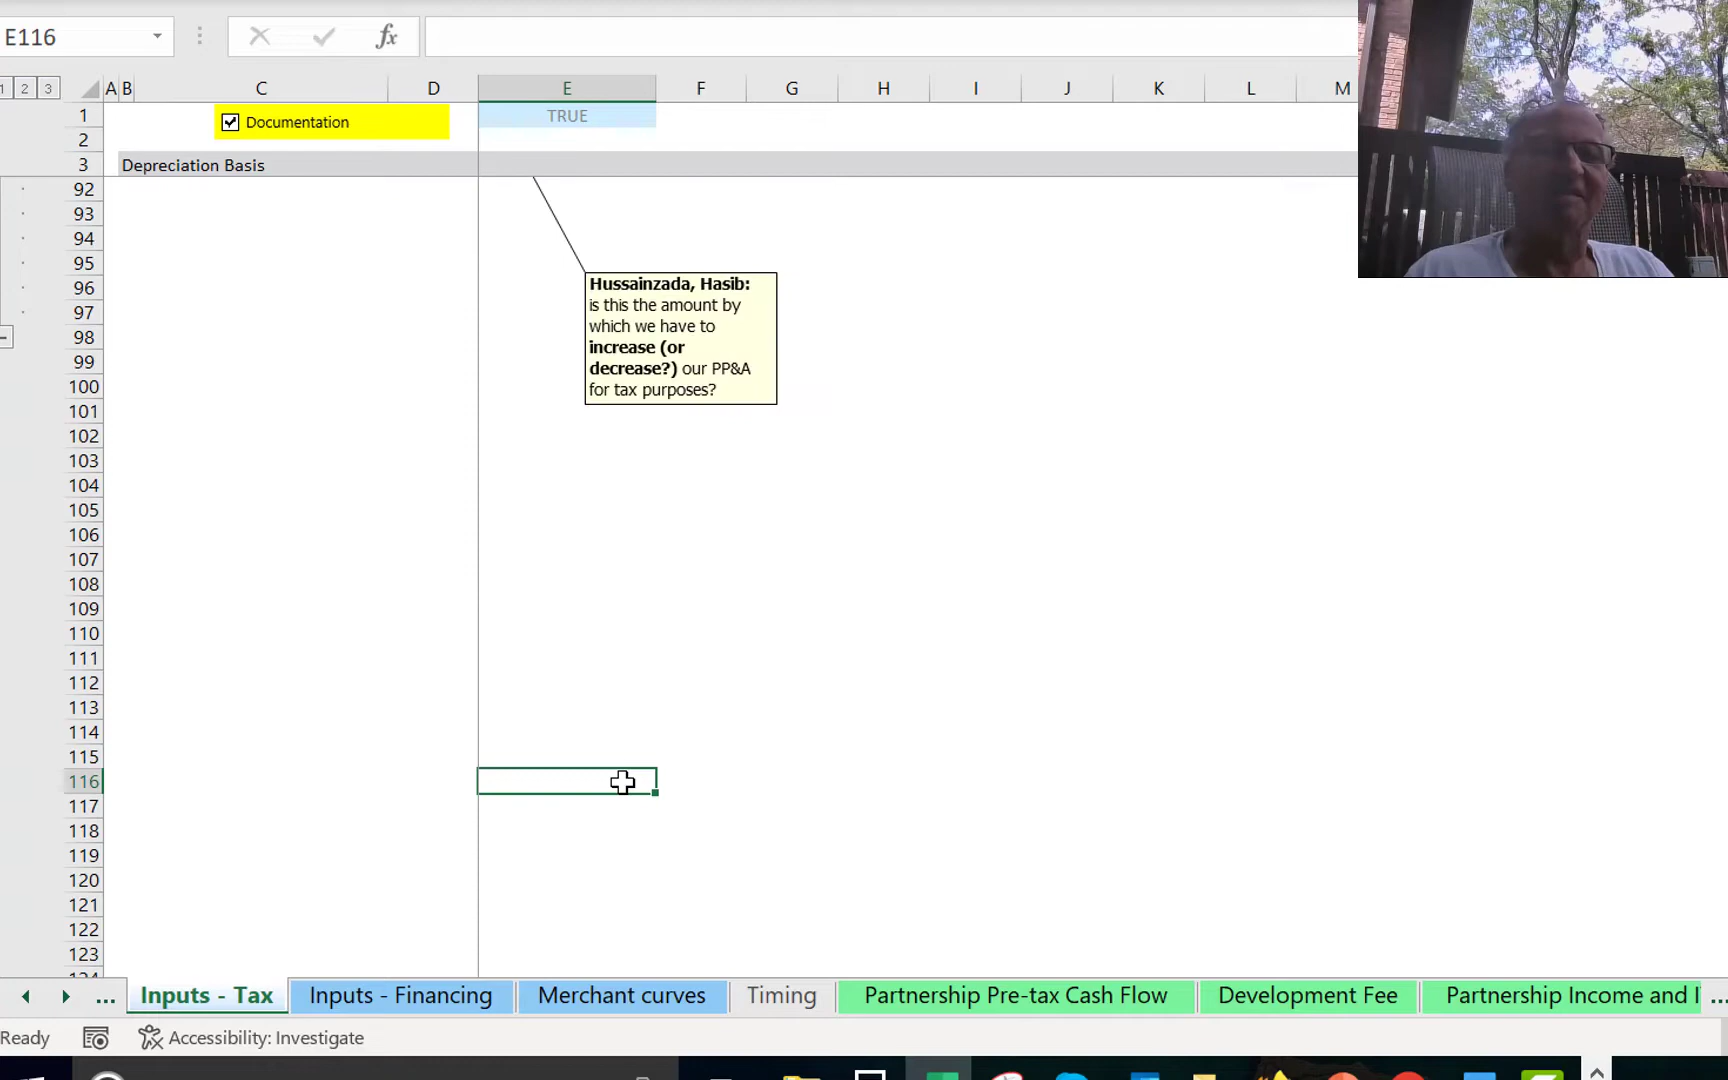 E116
fx
1 2 3 A B C D E F G H I J K L M
1 Documentation TRUE
2
3 Depreciation Basis
92
93
94
95
96
97
98
99
100
101
102
103
104
105
106
107
108
109
110
111
112
113
114
115
116
117
118
119
120
121
122
123
Hussainzada, Hasib:
is this the amount by
which we have to
increase (or
decrease?) our PP&A
for tax purposes?
... Inputs - Tax Inputs - Financing Merchant curves Timing Partnership Pre-tax Cash Flow Development Fee Partnership Income and I ...
Ready Accessibility: Investigate